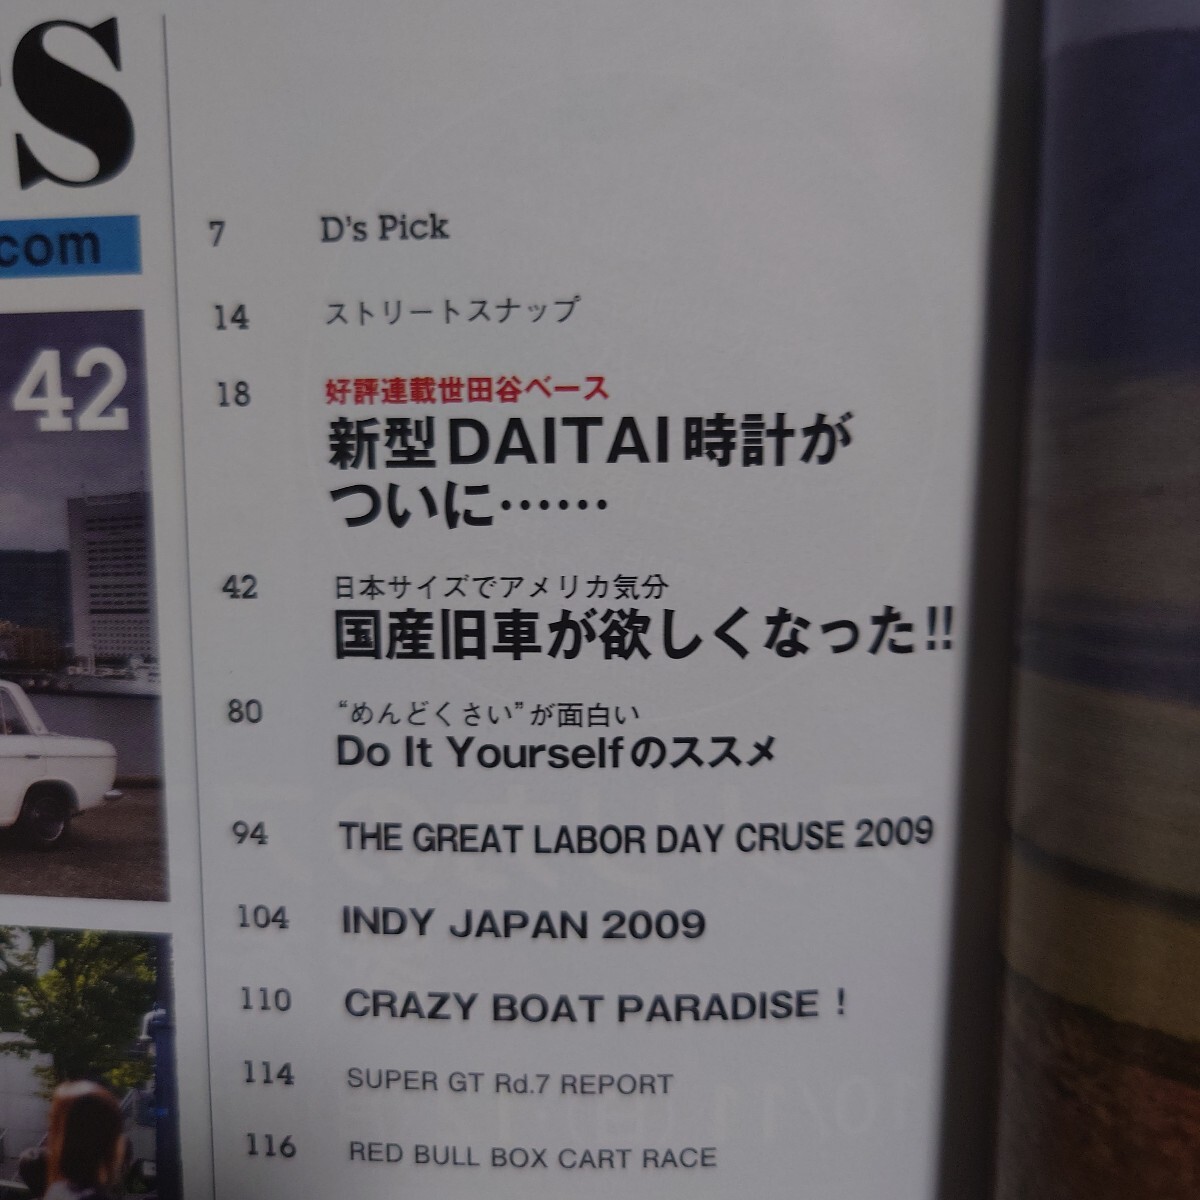 S
.com
42
7 D's Pick
14 ストリートスナップ
18 好評連載世田谷ベース
新型DAITAI時計が
ついに……
42 日本サイズでアメリカ気分
国産旧車が欲しくなった!!
80 “めんどくさい”が面白い
Do It Yourselfのススメ
94 THE GREAT LABOR DAY CRUSE 2009
104 INDY JAPAN 2009
110 CRAZY BOAT PARADISE !
114 SUPER GT Rd.7 REPORT
116 RED BULL BOX CART RACE